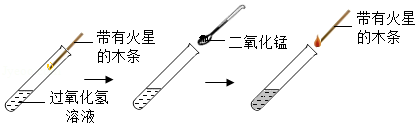 带有火星
的木条
过氧化氢
溶液
二氧化锰
带有火星
的木条